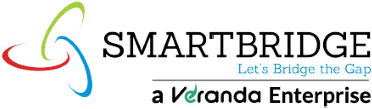 SMARTBRIDGE
Let's Bridge the Gap
a Veranda Enterprise